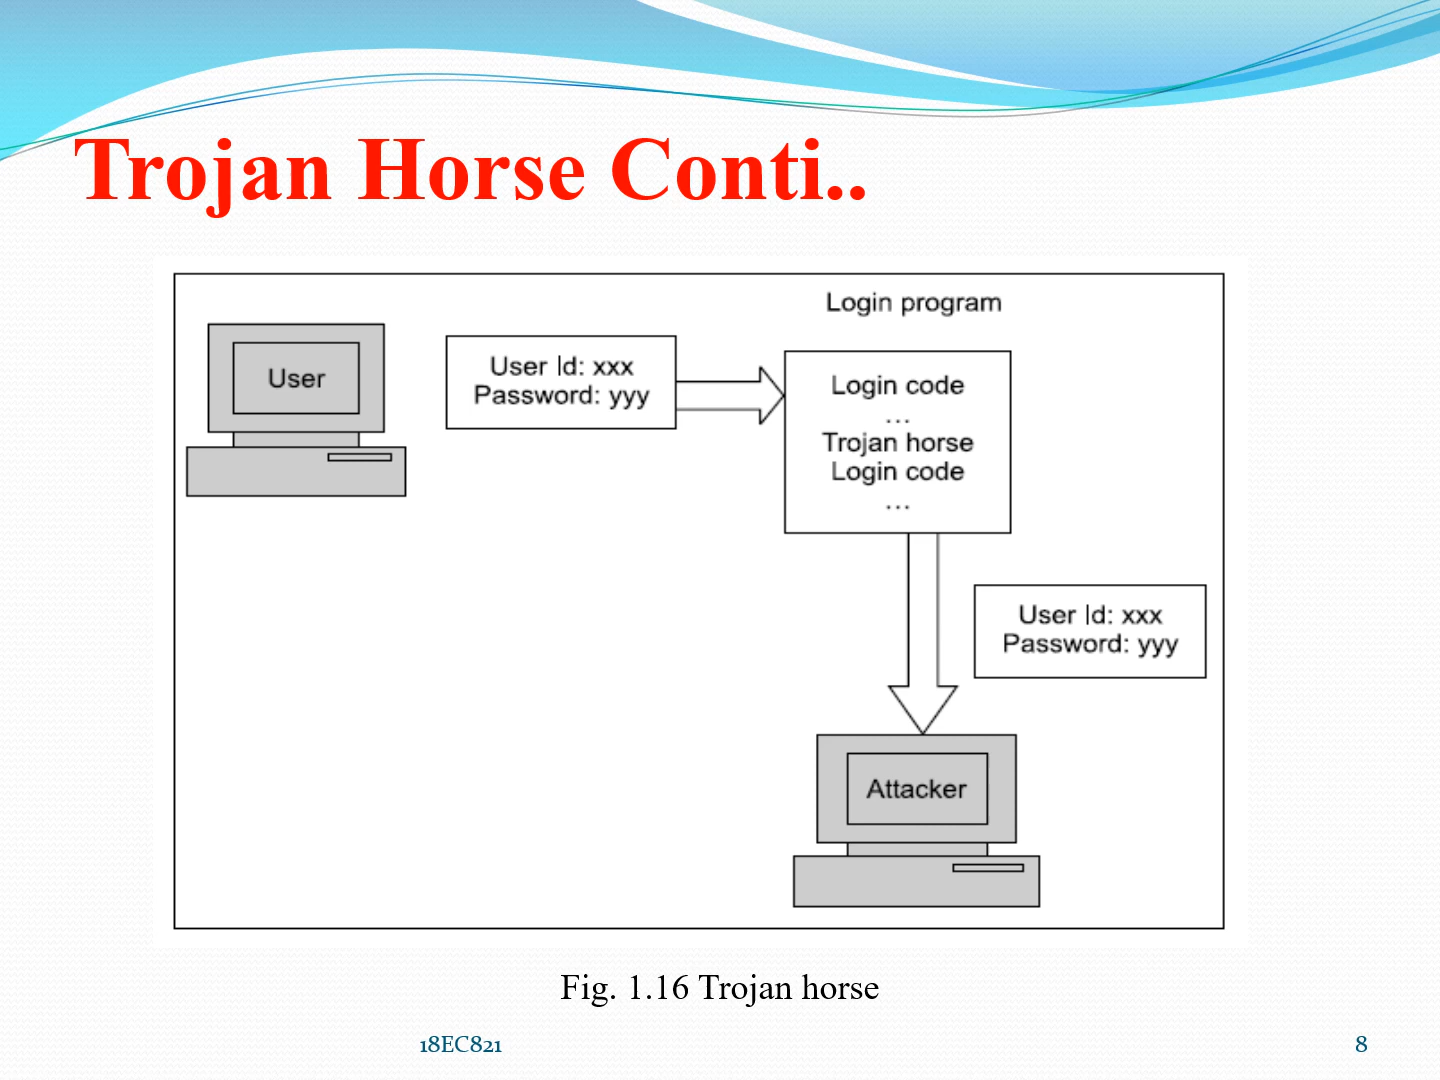 Trojan Horse Conti..
Login program
User
User Id: xxx
Password: yyy
Login code
...
Trojan horse
Login code
...
User Id: xxx
Password: yyy
Attacker
Fig. 1.16 Trojan horse
18EC821
8